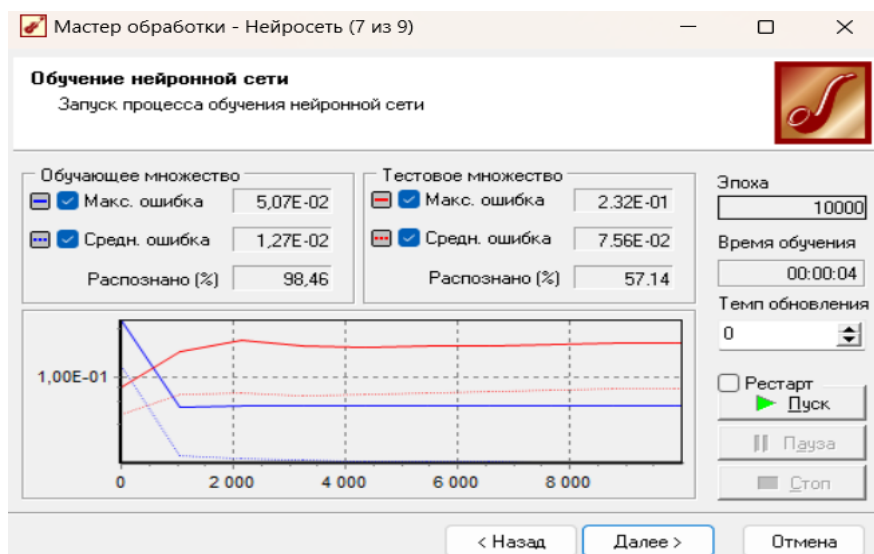 Мастер обработки - Нейросеть (7 из 9)
Обучение нейронной сети
Запуск процесса обучения нейронной сети
Обучающее множество
Макс. ошибка 5,07E-02
Средн. ошибка 1,27E-02
Распознано (%) 98,46
Тестовое множество
Макс. ошибка 2.32E-01
Средн. ошибка 7.56E-02
Распознано (%) 57.14
Эпоха
10000
Время обучения
00:00:04
Темп обновления
0
Рестарт
Пуск
Пауза
Стоп
1,00E-01
0 2 000 4 000 6 000 8 000
< Назад Далее > Отмена